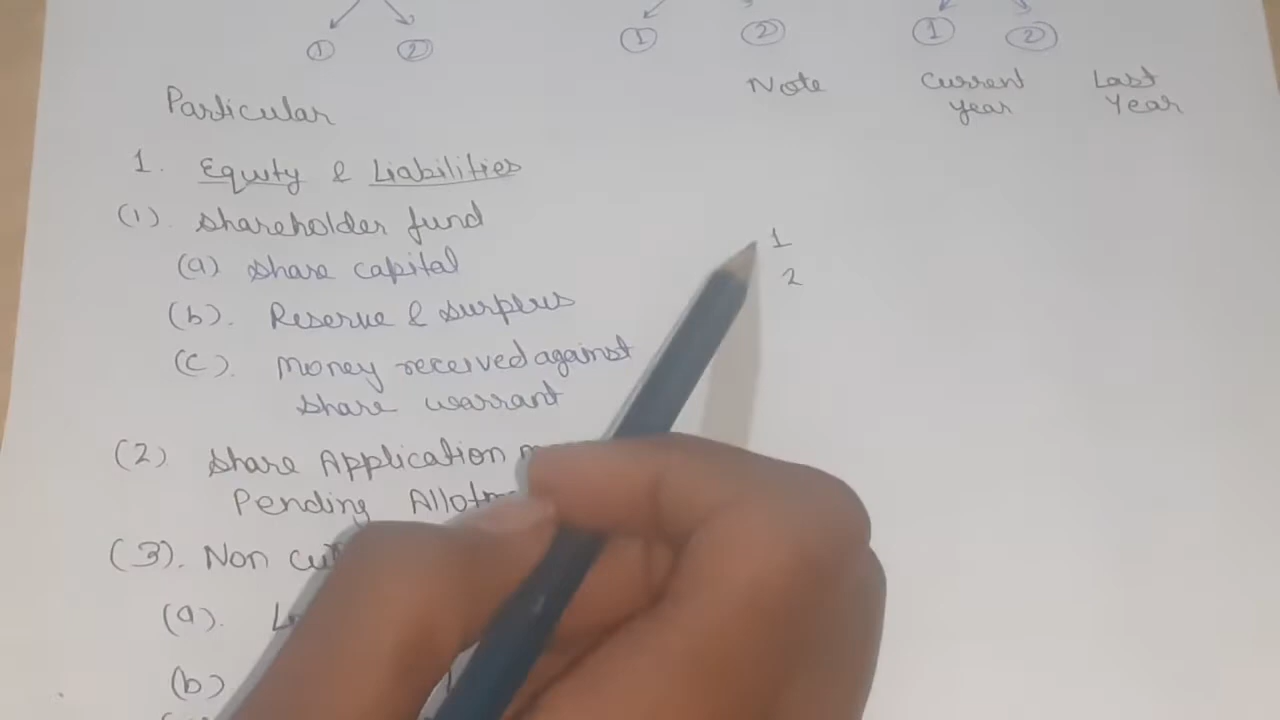 ① ② ① ② ① ②
Particular Note Current Year Last Year
1. Equity & Liabilities
(1). Shareholder fund
(a) Share capital 1
(b). Reserve & Surplus 2
(c). Money received against
Share warrant
(2) Share Application
Pending
(3). Non
(a).
(b)